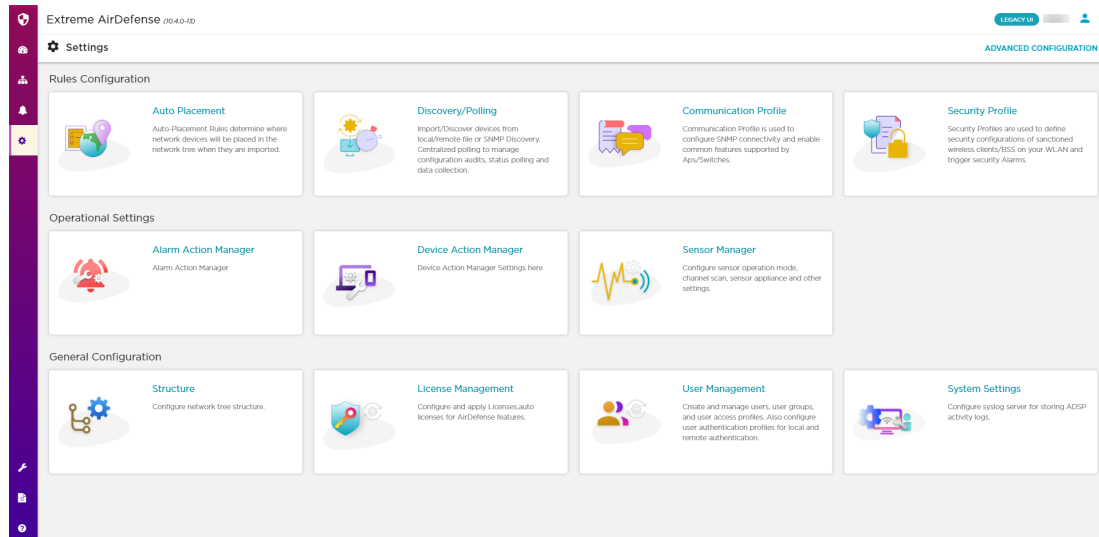 Extreme AirDefense (10.4.0-13)
LEGACY UI
Settings
ADVANCED CONFIGURATION
Rules Configuration
Auto Placement
Auto-Placement Rules determine where
network devices will be placed in the
network tree when they are imported.
Discovery/Polling
Import/Discover devices from
local/remote file or SNMP Discovery.
Centralized polling to manage
configuration audits, status polling and
data collection.
Communication Profile
Communication Profile is used to
configure SNMP connectivity and enable
common features supported by
Aps/Switches.
Security Profile
Security Profiles are used to define
security configurations of sanctioned
wireless clients/BSS on your WLAN and
trigger security Alarms.
Operational Settings
Alarm Action Manager
Alarm Action Manager
Device Action Manager
Device Action Manager Settings here
Sensor Manager
Configure sensor operation mode,
channel scan, sensor appliance and other
settings.
General Configuration
Structure
Configure network tree structure.
License Management
Configure and apply Licenses,auto
licenses for AirDefense features.
User Management
Create and manage users, user groups,
and user access profiles. Also configure
user authentication profiles for local and
remote authentication.
System Settings
Configure syslog server for storing ADSP
activity logs.